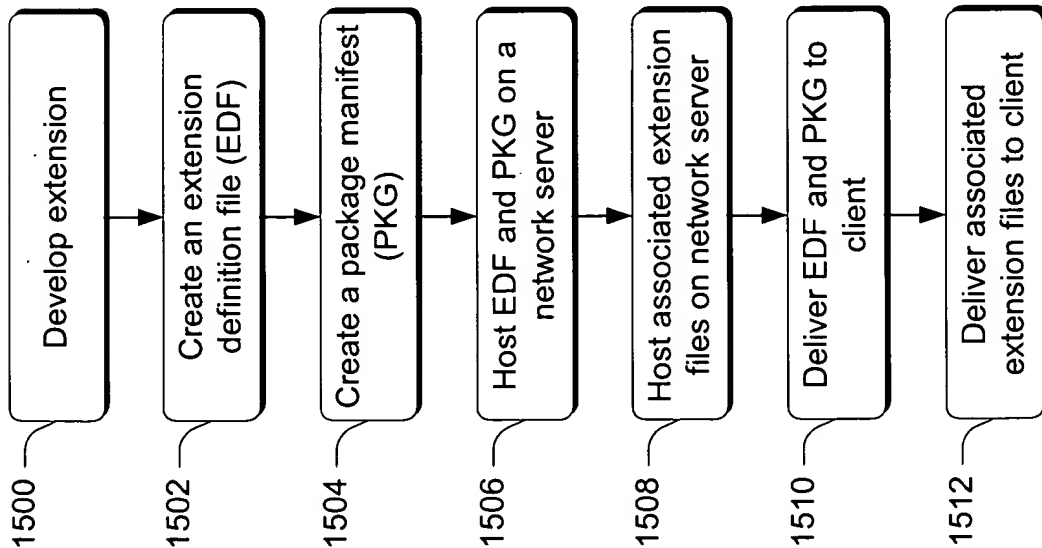 1500
Develop extension
1502
Create an extension
definition file (EDF)
1504
Create a package manifest
(PKG)
1506
Host EDF and PKG on a
network server
1508
Host associated extension
files on network server
1510
Deliver EDF and PKG to
client
1512
Deliver associated
extension files to client